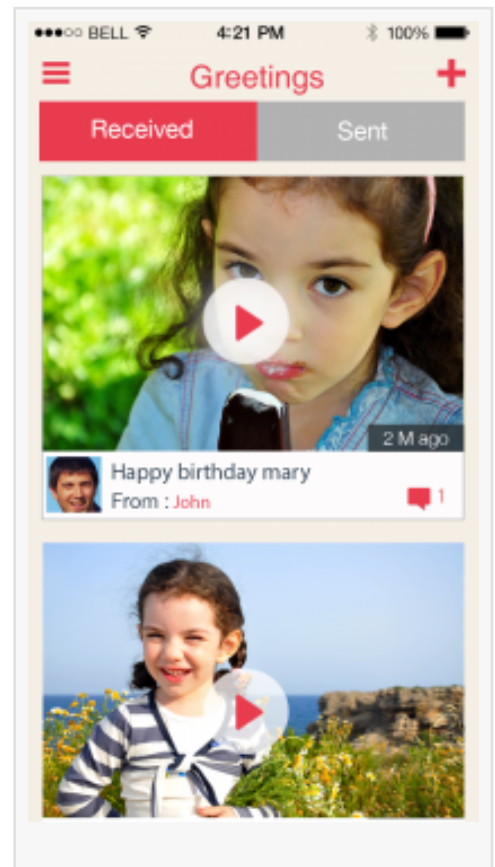 BELL 4:21 PM 100%
Greetings
Received Sent
2 M ago
Happy birthday mary
From : John
1